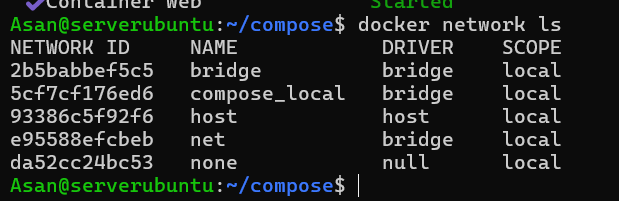 ✓Container web Started
Asan@serverubuntu:~/compose$ docker network ls
NETWORK ID NAME DRIVER SCOPE
2b5babbef5c5 bridge bridge local
5cf7cf176ed6 compose_local bridge local
93386c5f92f6 host host local
e95588efcbeb net bridge local
da52cc24bc53 none null local
Asan@serverubuntu:~/compose$